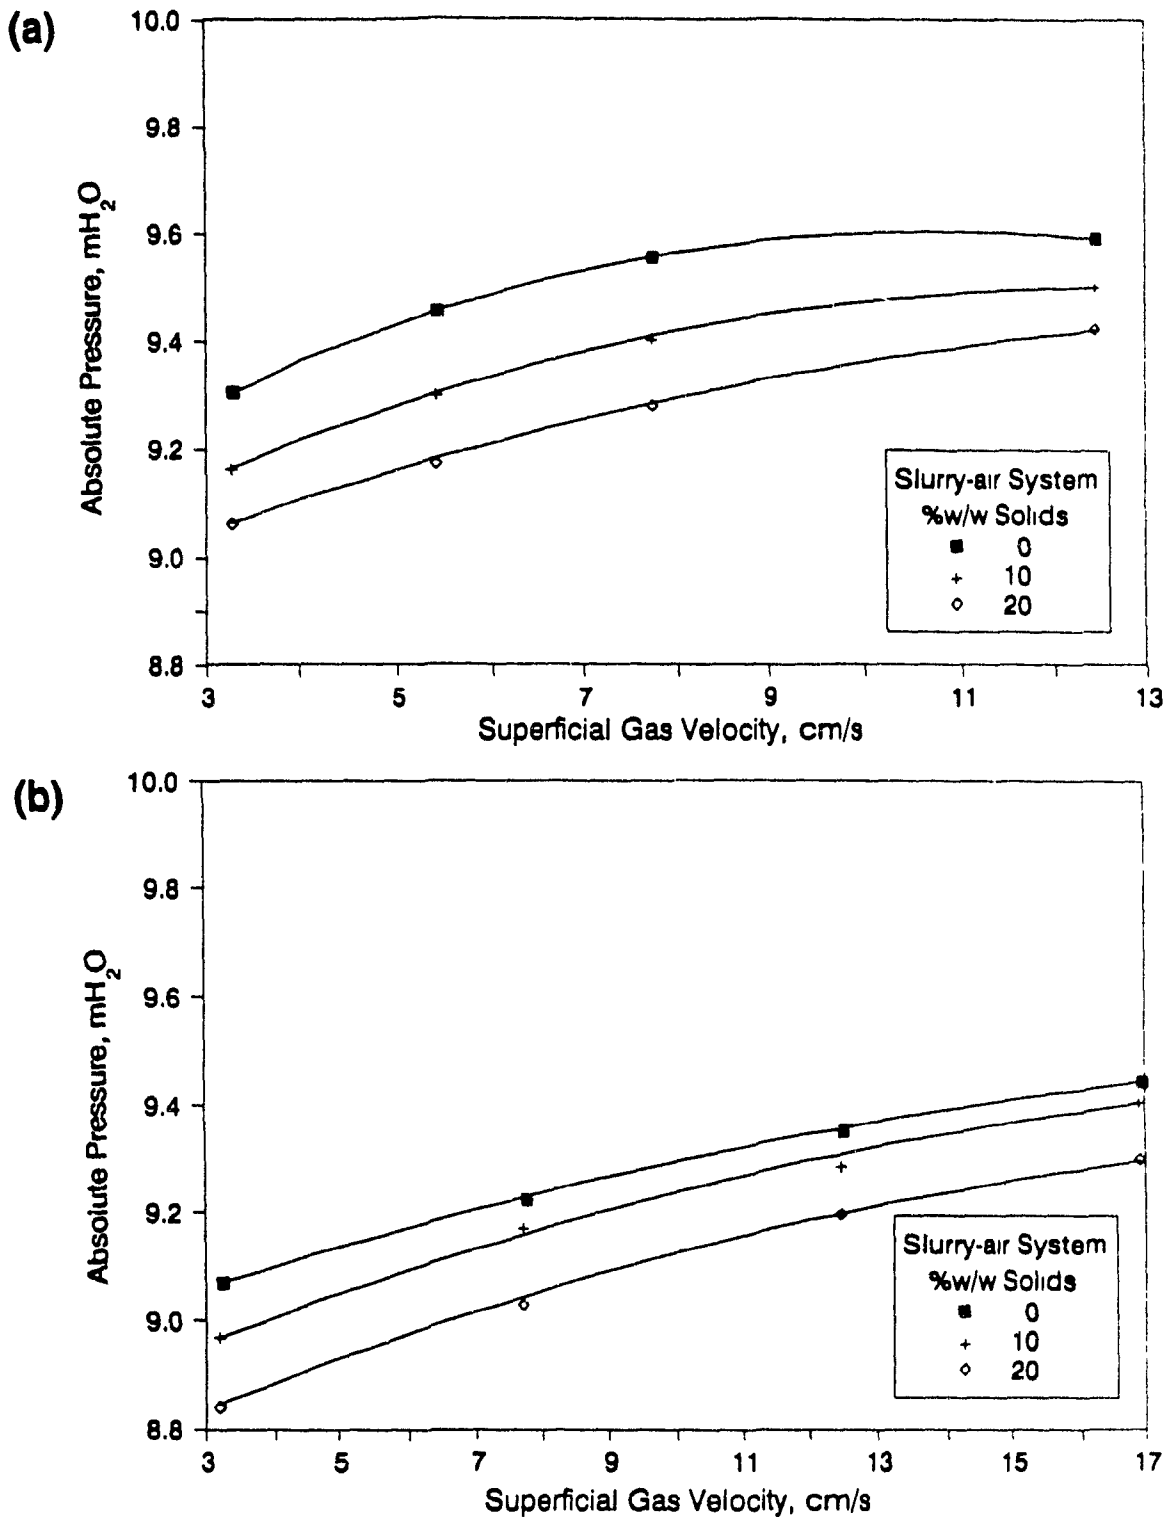 (a)
10.0
9.8
9.6
9.4
9.2
9.0
8.8
Absolute Pressure, mH2O
Slurry-air System
%w/w Solids
0
10
20
3 5 7 9 11 13
Superficial Gas Velocity, cm/s
(b)
10.0
9.8
9.6
9.4
9.2
9.0
8.8
Absolute Pressure, mH2O
Slurry-air System
%w/w Solids
0
10
20
3 5 7 9 11 13 15 17
Superficial Gas Velocity, cm/s